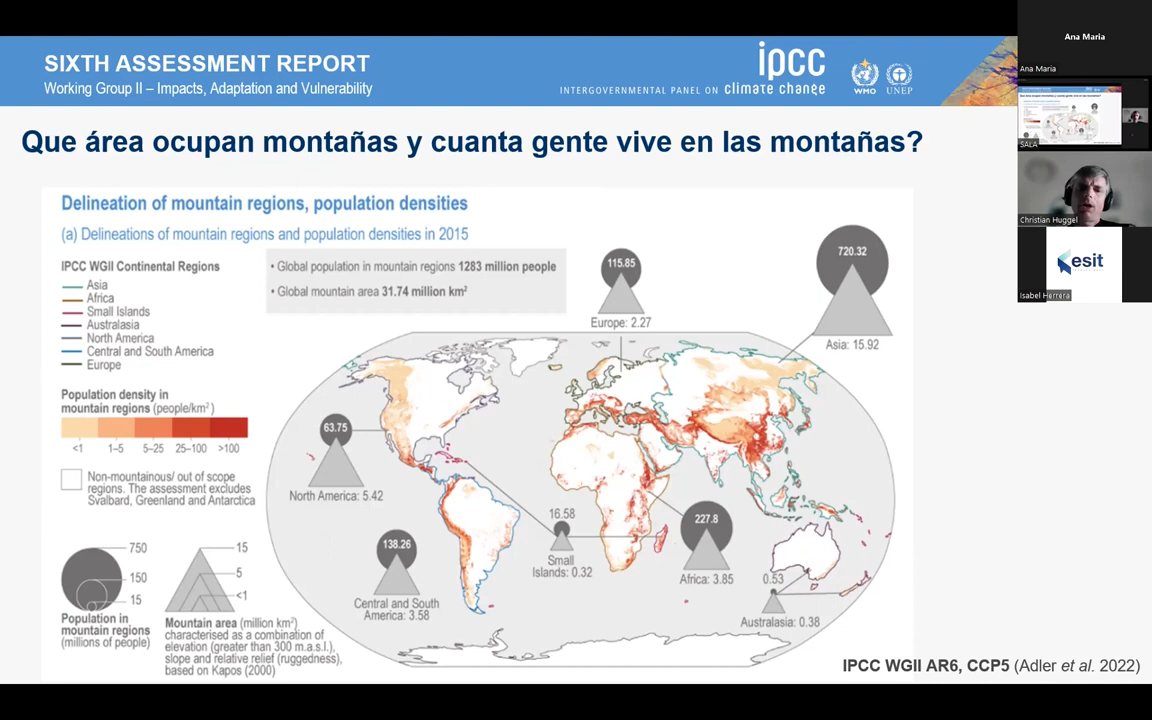 SIXTH ASSESSMENT REPORT
Working Group II – Impacts, Adaptation and Vulnerability
ipcc
INTERGOVERNMENTAL PANEL ON climate change
WMO
UNEP
Que área ocupan montañas y cuanta gente vive en las montañas?
Delineation of mountain regions, population densities
(a) Delineations of mountain regions and population densities in 2015
IPCC WGII Continental Regions
Asia
Africa
Small Islands
Australasia
North America
Central and South America
Europe
• Global population in mountain regions 1283 million people
• Global mountain area 31.74 million km²
Population density in
mountain regions (people/km²)
<1
1–5
5–25
25–100
>100
Non-mountainous/ out of scope
regions. The assessment excludes
Svalbard, Greenland and Antarctica
750
150
15
Population in
mountain regions
(millions of people)
15
5
<1
Mountain area (million km²)
characterised as a combination of
elevation (greater than 300 m.a.s.l.),
slope and relative relief (ruggedness),
based on Kapos (2000)
115.85
Europe: 2.27
720.32
Asia: 15.92
63.75
North America: 5.42
138.26
Central and South
America: 3.58
16.58
Small
Islands: 0.32
227.8
Africa: 3.85
0.53
Australasia: 0.38
IPCC WGII AR6, CCP5 (Adler et al. 2022)
Ana Maria
Ana Maria
SALA
Christian Huggel
esit
Isabel Herrera